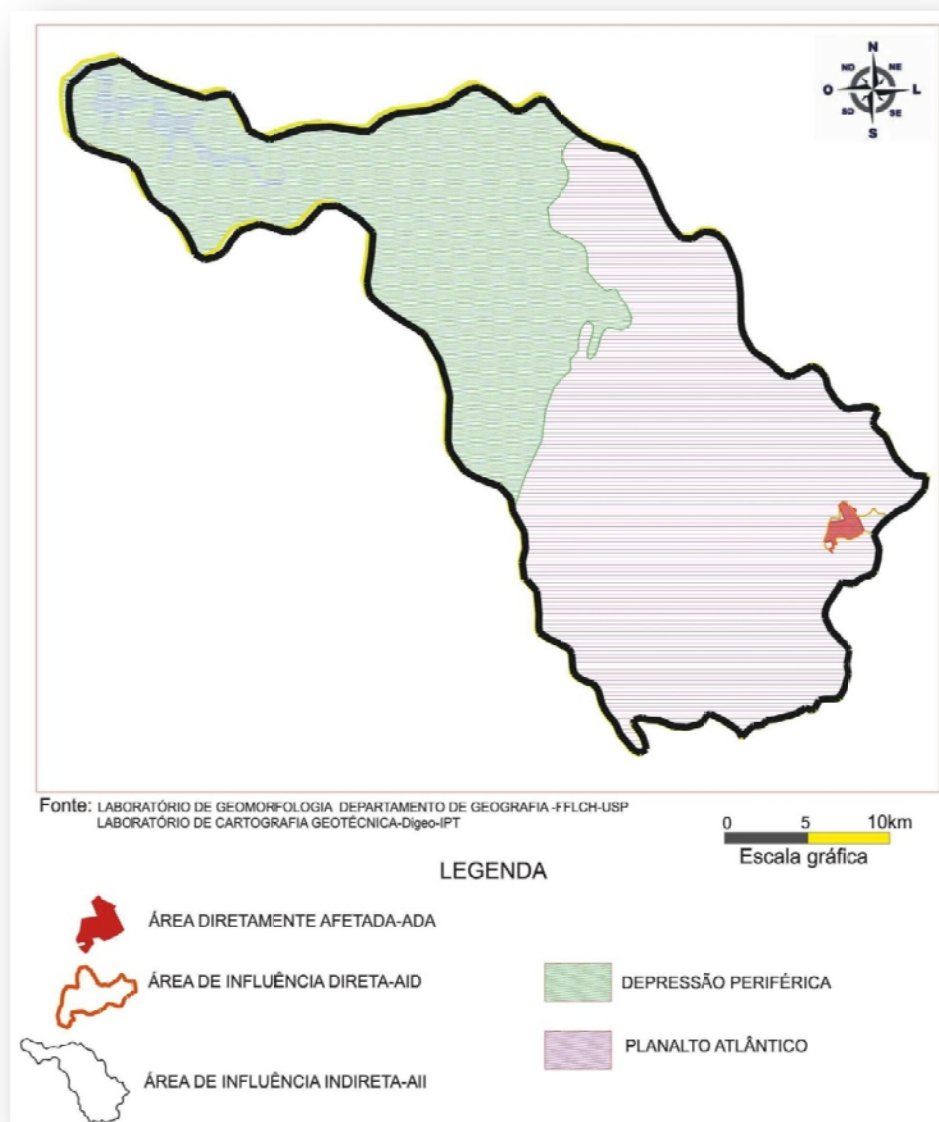 N
NO NE
O L
SO SE
S
Fonte: LABORATÓRIO DE GEOMORFOLOGIA DEPARTAMENTO DE GEOGRAFIA -FFLCH-USP
LABORATÓRIO DE CARTOGRAFIA GEOTÉCNICA-Digeo-IPT
0 5 10km
Escala gráfica
LEGENDA
ÁREA DIRETAMENTE AFETADA-ADA
ÁREA DE INFLUÊNCIA DIRETA-AID
DEPRESSÃO PERIFÉRICA
PLANALTO ATLÂNTICO
ÁREA DE INFLUÊNCIA INDIRETA-AII